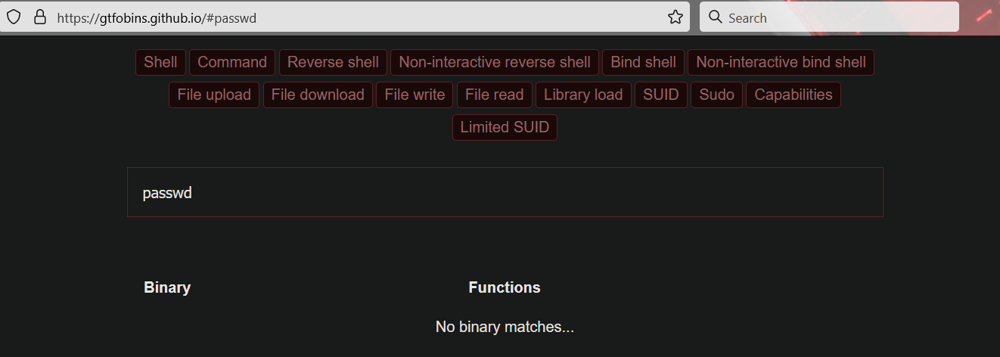 https://gtfobins.github.io/#passwd Search
Shell Command Reverse shell Non-interactive reverse shell Bind shell Non-interactive bind shell
File upload File download File write File read Library load SUID Sudo Capabilities
Limited SUID
passwd
Binary Functions
No binary matches...